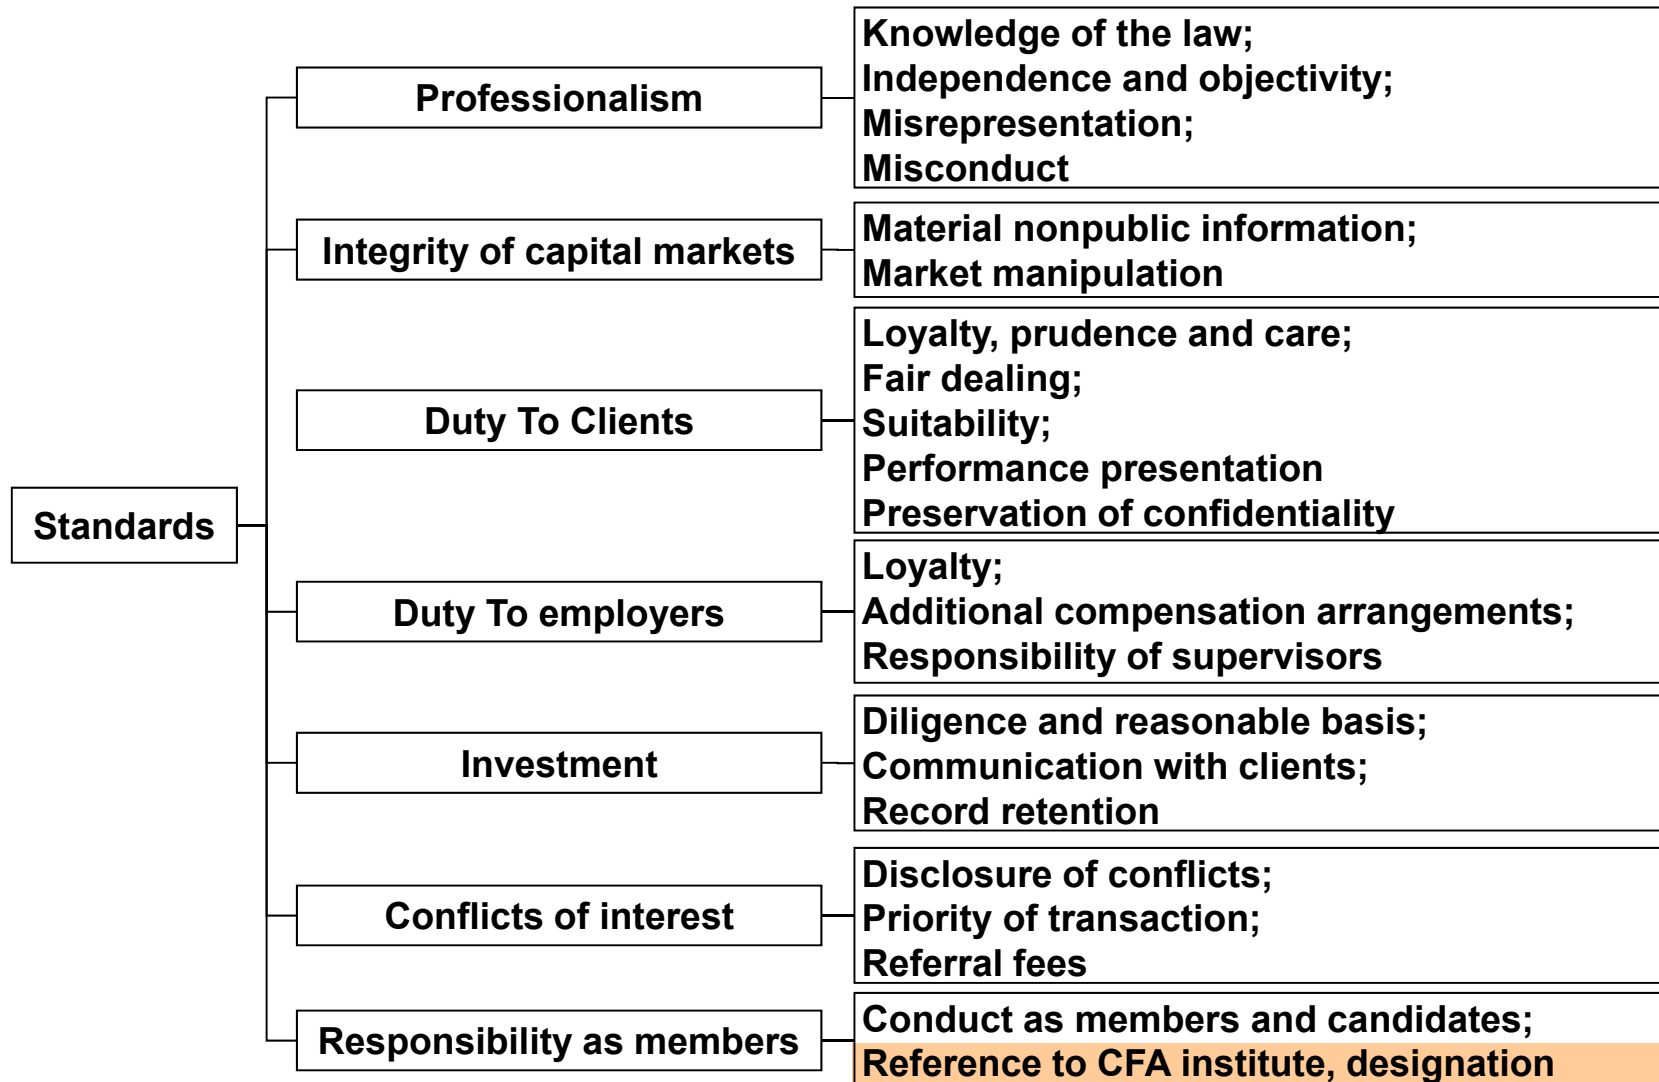 Standards
Professionalism
Knowledge of the law;
Independence and objectivity;
Misrepresentation;
Misconduct
Integrity of capital markets
Material nonpublic information;
Market manipulation
Duty To Clients
Loyalty, prudence and care;
Fair dealing;
Suitability;
Performance presentation
Preservation of confidentiality
Duty To employers
Loyalty;
Additional compensation arrangements;
Responsibility of supervisors
Investment
Diligence and reasonable basis;
Communication with clients;
Record retention
Conflicts of interest
Disclosure of conflicts;
Priority of transaction;
Referral fees
Responsibility as members
Conduct as members and candidates;
Reference to CFA institute, designation